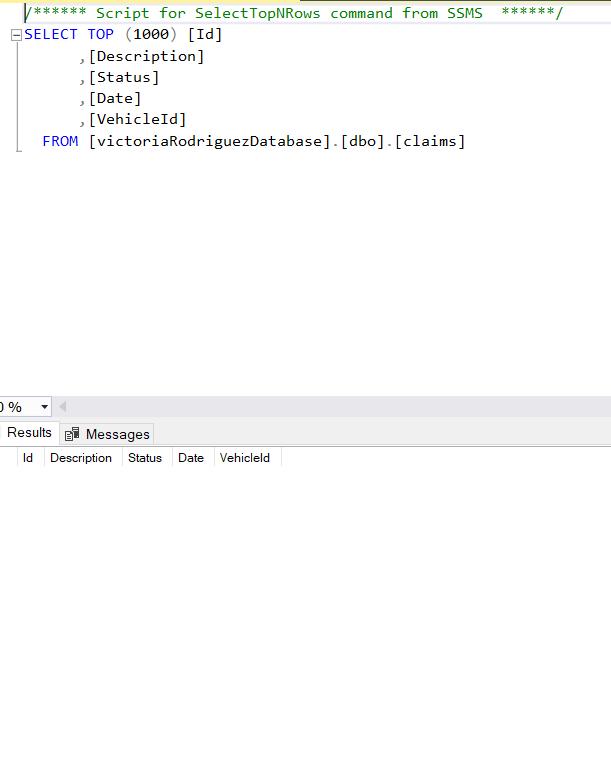 /****** Script for SelectTopNRows command from SSMS  ******/
SELECT TOP (1000) [Id]
,[Description]
,[Status]
,[Date]
,[VehicleId]
FROM [victoriaRodriguezDatabase].[dbo].[claims]
0 %
Results Messages
Id Description Status Date VehicleId